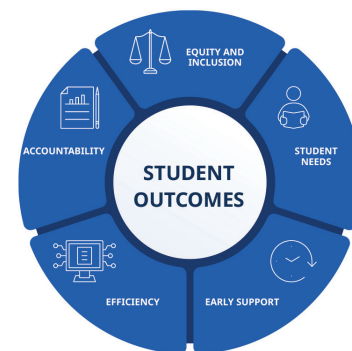 EQUITY AND
INCLUSION
STUDENT
NEEDS
EARLY SUPPORT
EFFICIENCY
ACCOUNTABILITY
STUDENT
OUTCOMES